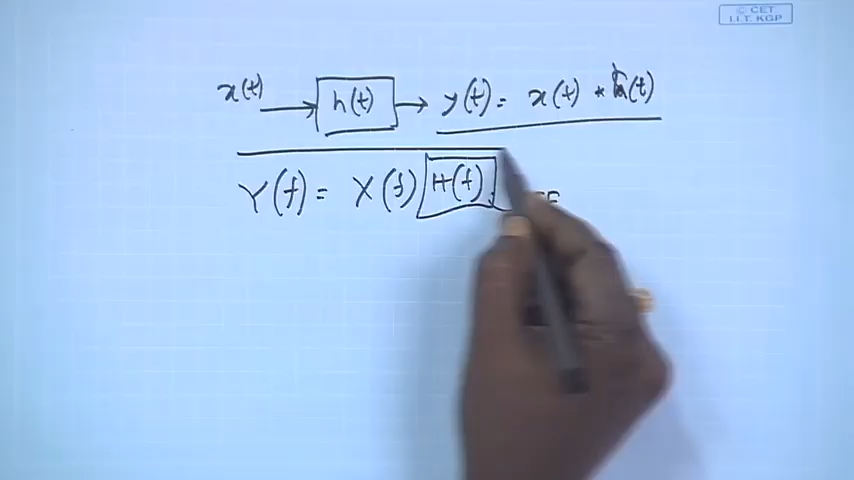 © CET
I.I.T. KGP
x(t) h(t) y(t) = x(t) * h(t)
Y(f) = X(f) H(f)